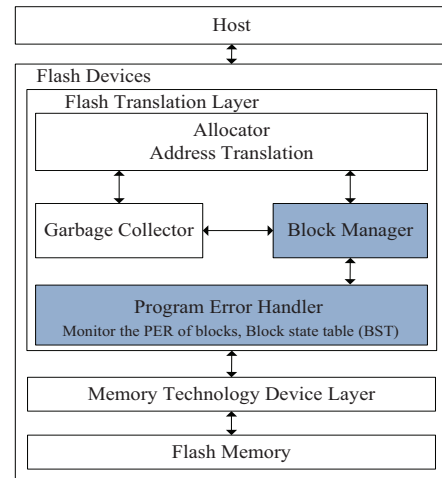 Host
Flash Devices
Flash Translation Layer
Allocator
Address Translation
Garbage Collector
Block Manager
Program Error Handler
Monitor the PER of blocks, Block state table (BST)
Memory Technology Device Layer
Flash Memory